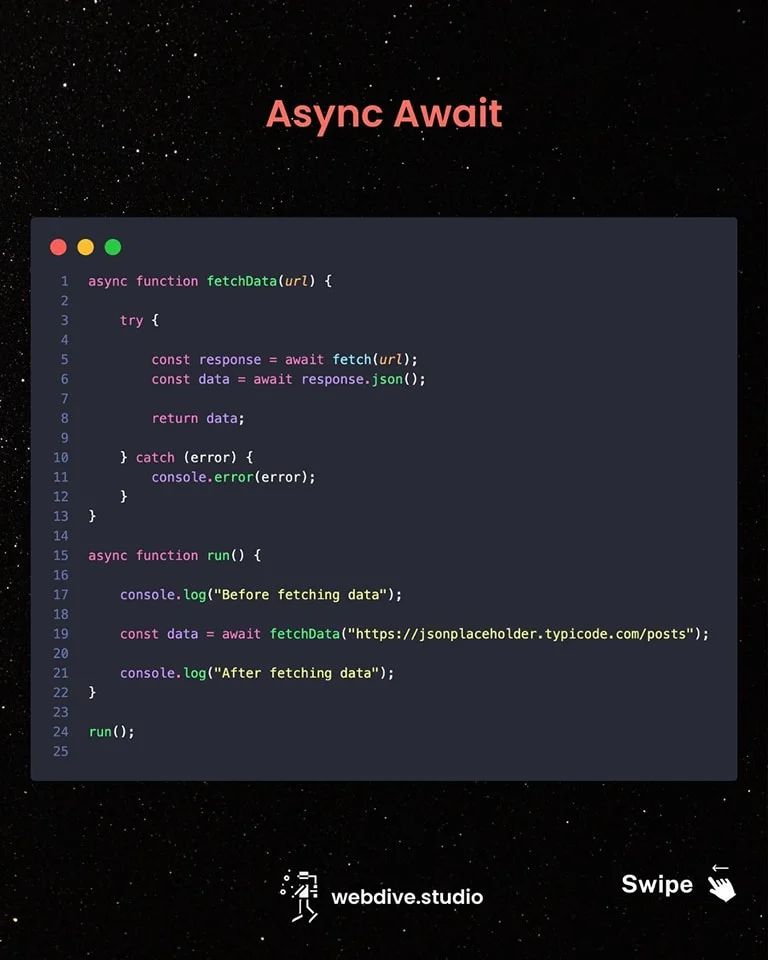 Async Await
1 async function fetchData(url) {
2
3     try {
4
5         const response = await fetch(url);
6         const data = await response.json();
7
8         return data;
9
10     } catch (error) {
11         console.error(error);
12     }
13 }
14
15 async function run() {
16
17     console.log("Before fetching data");
18
19     const data = await fetchData("https://jsonplaceholder.typicode.com/posts");
20
21     console.log("After fetching data");
22 }
23
24 run();
25
webdive.studio
Swipe